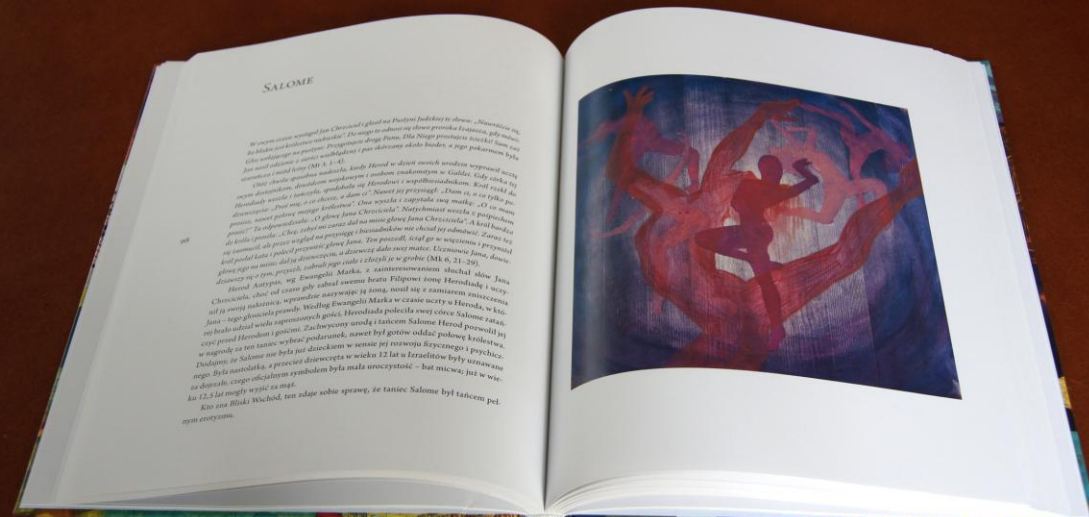 Salome
W owym czasie wystąpił Jan Chrzciciel i głosił na Pustyni Judzkiej te słowa: „Nawróćcie się,
bo bliskie jest królestwo niebieskie". Do niego to odnosi się słowo proroka Izajasza, gdy mówi:
Głos wołającego na pustyni: Przygotujcie drogę Panu, Dla Niego prostujcie ścieżki! Sam zaś
Jan nosił odzienie z sierści wielbłądziej i pas skórzany około bioder, a jego pokarmem była
szarańcza i miód leśny (Mt 3, 1–4).
Otóż chwila sposobna nadeszła, kiedy Herod w dzień swoich urodzin wyprawił ucztę
swym dostojnikom, dowódcom wojskowym i osobom znakomitym w Galilei. Gdy córka tej
Herodiady weszła i tańczyła, spodobała się Herodowi i współbiesiadnikom. Król rzekł do
dziewczęcia: „Proś mię, o co chcesz, a dam ci". Nawet jej przysiągł: „Dam ci, o co tylko po-
prosisz, nawet połowę mojego królestwa". Ona wyszła i zapytała swą matkę: „O co mam
prosić?" Ta odpowiedziała: „O głowę Jana Chrzciciela". Natychmiast weszła z pośpiechem
do króla i prosiła: „Chcę, żebyś mi zaraz dał na misie głowę Jana Chrzciciela". A król bardzo
się zasmucił, ale przez wzgląd na przysięgę i biesiadników nie chciał jej odmówić. Zaraz też
król posłał kata i polecił przynieść głowę Jana. Ten poszedł, ściął go w więzieniu i przyniósł
głowę jego na misie; dał ją dziewczęciu, a dziewczę dało swej matce. Uczniowie Jana, dowie-
dziawszy się o tym, przyszli, zabrali jego ciało i złożyli je w grobie (Mk 6, 21–29).
Herod Antypas, wg Ewangelii Marka, z zainteresowaniem słuchał słów Jana
Chrzciciela, choć od czasu gdy zabrał swemu bratu Filipowi żonę Herodiadę i uczy-
nił ją swoją nałożnicą, wprawdzie nazywając ją żoną, nosił się z zamiarem zniszczenia
Jana – tego głosiciela prawdy. Według Ewangelii Marka w czasie uczty u Heroda, w któ-
rej brało udział wielu zaproszonych gości, Herodiada poleciła swej córce Salome zatań-
czyć przed Herodem i gośćmi. Zachwycony urodą i tańcem Salome Herod pozwolił jej
w nagrodę za ten taniec wybrać podarunek, nawet był gotów oddać połowę królestwa.
Dodajmy, że Salome nie była już dzieckiem w sensie jej rozwoju fizycznego i psychicz-
nego. Była nastolatką, a przecież dziewczęta w wieku 12 lat u Izraelitów były uznawane
za dojrzałe, czego oficjalnym symbolem była mała uroczystość – bat micwa; już w wie-
ku 12,5 lat mogły wyjść za mąż.
Kto zna Bliski Wschód, ten zdaje sobie sprawę, że taniec Salome był tańcem peł-
nym erotyzmu.